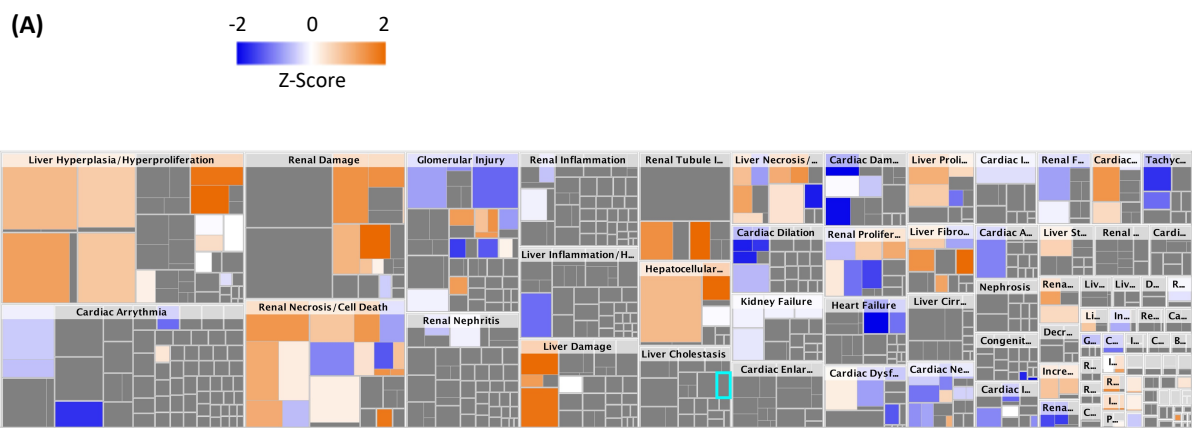 (A)
-2 0 2
Z-Score
Liver Hyperplasia/Hyperproliferation
Renal Damage
Glomerular Injury
Renal Inflammation
Renal Tubule I...
Liver Necrosis/...
Cardiac Dam...
Liver Proli...
Cardiac I...
Renal F...
Cardiac...
Tachyc...
Cardiac Dilation
Renal Prolifer...
Liver Fibro...
Cardiac A...
Liver St...
Renal ...
Cardi...
Liver Inflammation/H...
Hepatocellular...
Nephrosis
Rena...
Liv...
Liv...
D...
R...
Cardiac Arrythmia
Renal Necrosis/Cell Death
Renal Nephritis
Kidney Failure
Heart Failure
Liver Cirr...
Li...
In...
Re...
Ca...
Liver Damage
Liver Cholestasis
Congenit...
Decr...
G...
C...
I...
C...
B...
Cardiac Enlar...
Cardiac Dysf...
Cardiac Ne...
Cardiac I...
Incre...
R...
I...
R...
R...
Rena...
C...
I...
P...